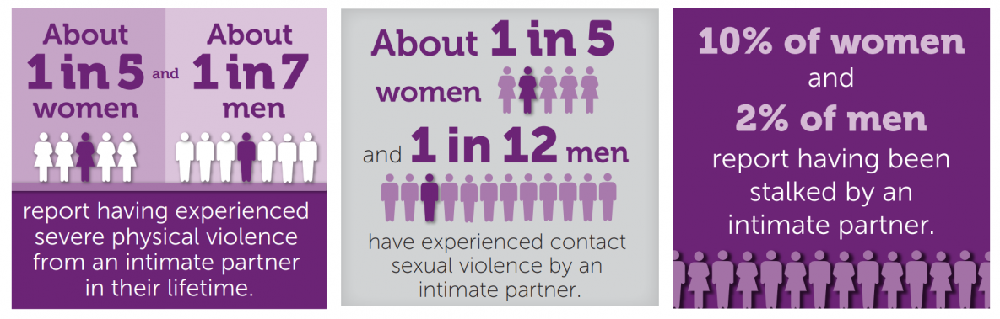 About
1 in 5
women
and
About
1 in 7
men
report having experienced
severe physical violence
from an intimate partner
in their lifetime.
About 1 in 5
women
and 1 in 12 men
have experienced contact
sexual violence by an
intimate partner.
10% of women
and
2% of men
report having been
stalked by an
intimate partner.